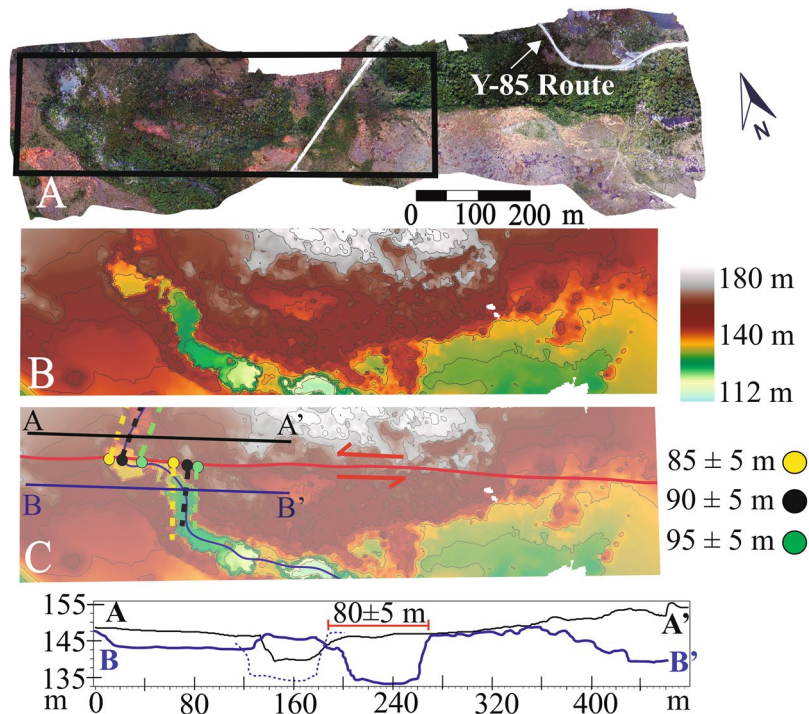 Y-85 Route
N
A
0 100 200 m
B
180 m
140 m
112 m
A A'
B B'
C
85 ± 5 m
90 ± 5 m
95 ± 5 m
155 A 80±5 m A'
145
B B'
135
m 0 80 160 240 320 400 m